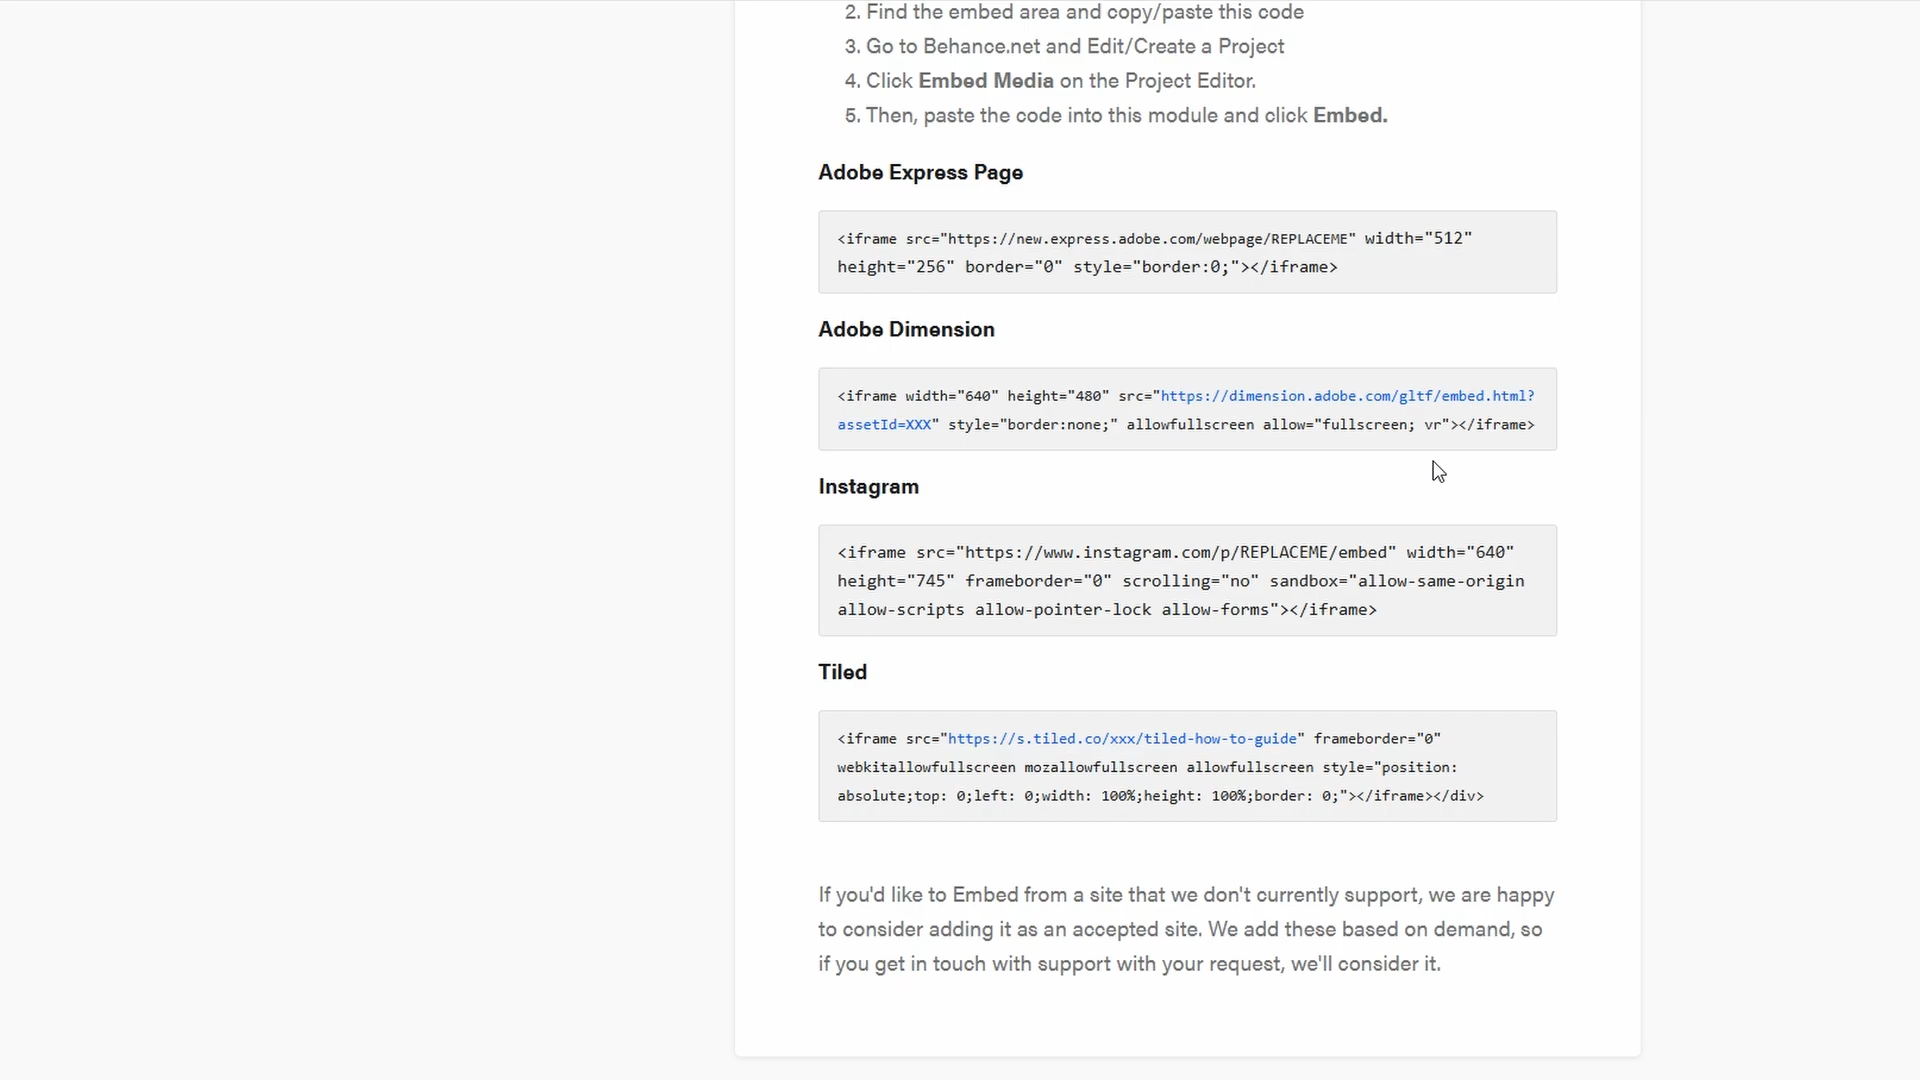 2. Find the embed area and copy/paste this code
3. Go to Behance.net and Edit/Create a Project
4. Click Embed Media on the Project Editor.
5. Then, paste the code into this module and click Embed.
Adobe Express Page
<iframe src="https://new.express.adobe.com/webpage/REPLACEME" width="512"
height="256" border="0" style="border:0;"></iframe>
Adobe Dimension
<iframe width="640" height="480" src="https://dimension.adobe.com/gltf/embed.html?
assetId=XXX" style="border:none;" allowfullscreen allow="fullscreen; vr"></iframe>
Instagram
<iframe src="https://www.instagram.com/p/REPLACEME/embed" width="640"
height="745" frameborder="0" scrolling="no" sandbox="allow-same-origin
allow-scripts allow-pointer-lock allow-forms"></iframe>
Tiled
<iframe src="https://s.tiled.co/xxx/tiled-how-to-guide" frameborder="0"
webkitallowfullscreen mozallowfullscreen allowfullscreen style="position:
absolute;top: 0;left: 0;width: 100%;height: 100%;border: 0;"></iframe></div>
If you'd like to Embed from a site that we don't currently support, we are happy
to consider adding it as an accepted site. We add these based on demand, so
if you get in touch with support with your request, we'll consider it.